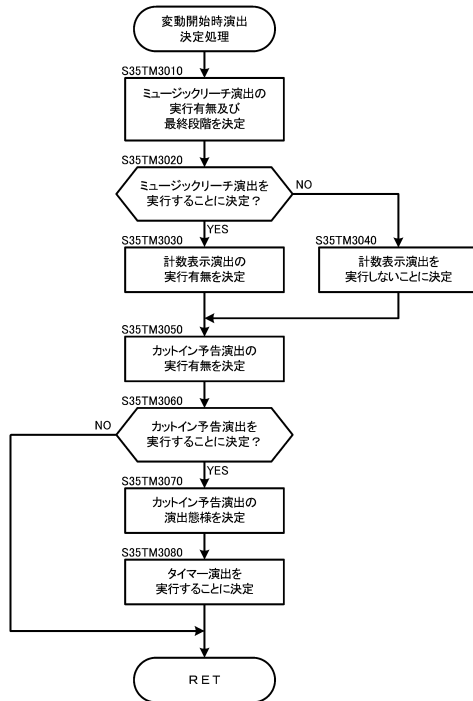 変動開始時演出
決定処理
S35TM3010
ミュージックリーチ演出の
実行有無及び
最終段階を決定
S35TM3020
ミュージックリーチ演出を
実行することに決定？
NO
YES
S35TM3030
計数表示演出の
実行有無を決定
S35TM3040
計数表示演出を
実行しないことに決定
S35TM3050
カットイン予告演出の
実行有無を決定
S35TM3060
カットイン予告演出を
実行することに決定？
NO
YES
S35TM3070
カットイン予告演出の
演出態様を決定
S35TM3080
タイマー演出を
実行することに決定
RET